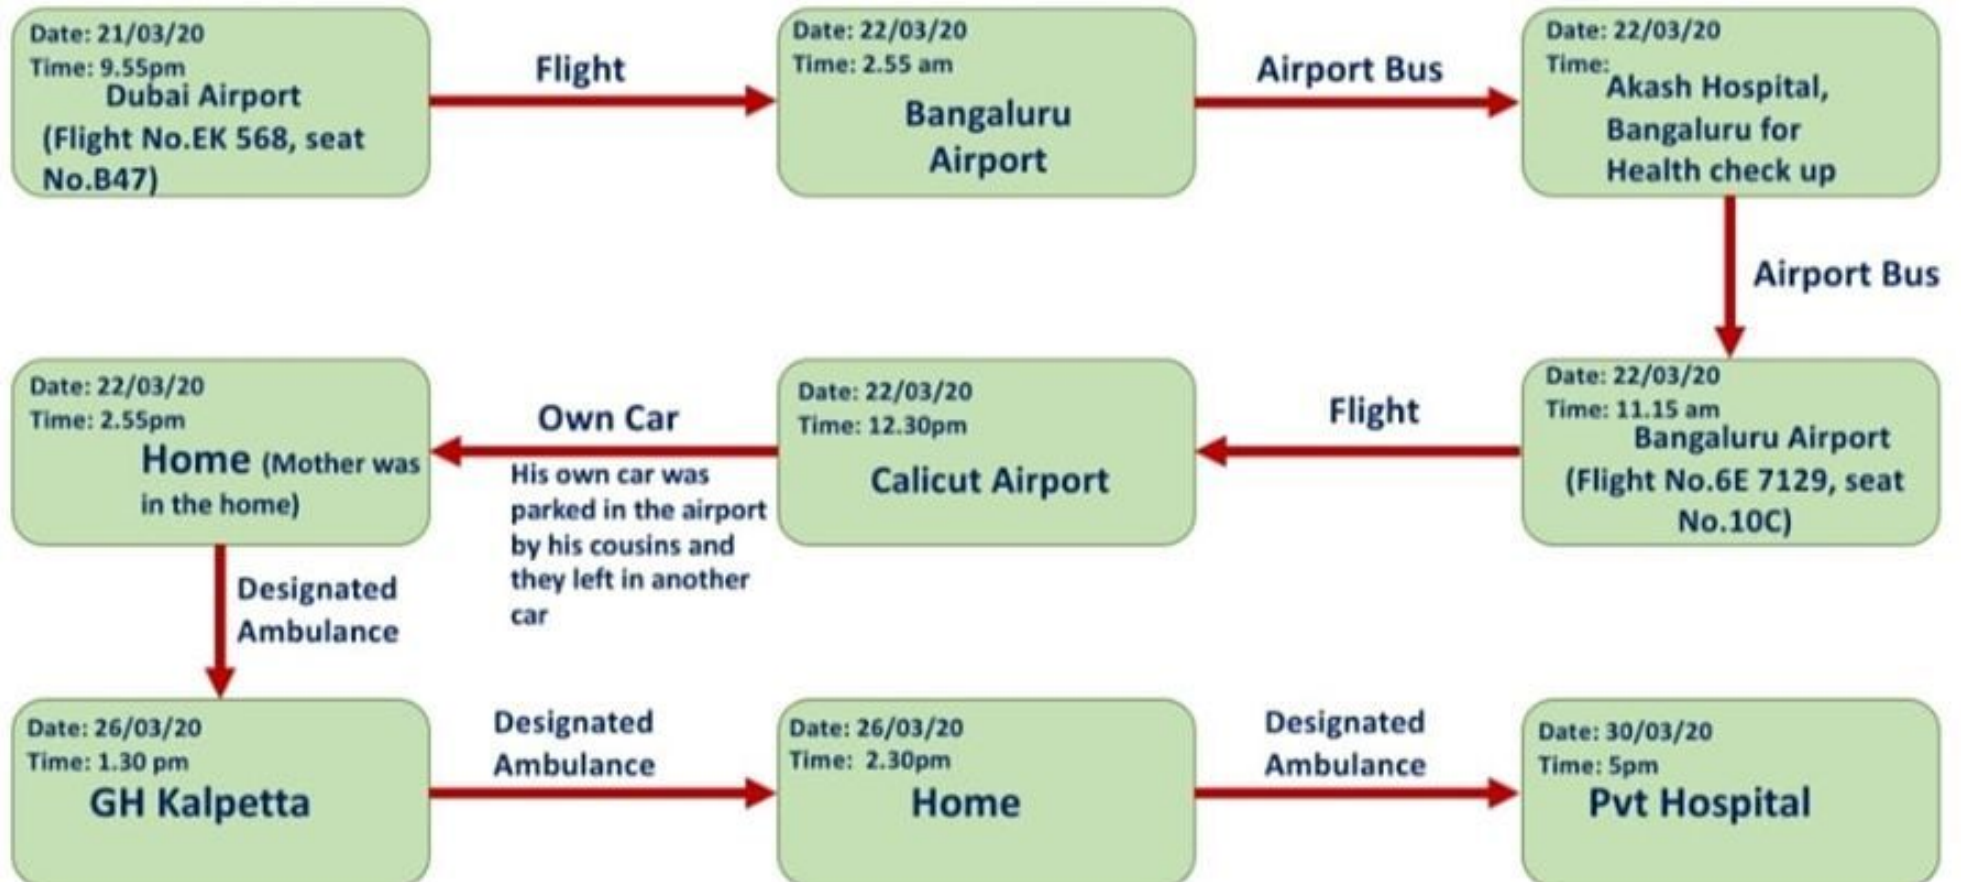 Date: 21/03/20
Time: 9.55pm
Dubai Airport
(Flight No.EK 568, seat
No.B47)
Flight
Date: 22/03/20
Time: 2.55 am
Bangaluru
Airport
Airport Bus
Date: 22/03/20
Time:
Akash Hospital,
Bangaluru for
Health check up
Airport Bus
Date: 22/03/20
Time: 11.15 am
Bangaluru Airport
(Flight No.6E 7129, seat
No.10C)
Flight
Date: 22/03/20
Time: 12.30pm
Calicut Airport
Own Car
His own car was
parked in the airport
by his cousins and
they left in another
car
Date: 22/03/20
Time: 2.55pm
Home (Mother was
in the home)
Designated
Ambulance
Date: 26/03/20
Time: 1.30 pm
GH Kalpetta
Designated
Ambulance
Date: 26/03/20
Time: 2.30pm
Home
Designated
Ambulance
Date: 30/03/20
Time: 5pm
Pvt Hospital